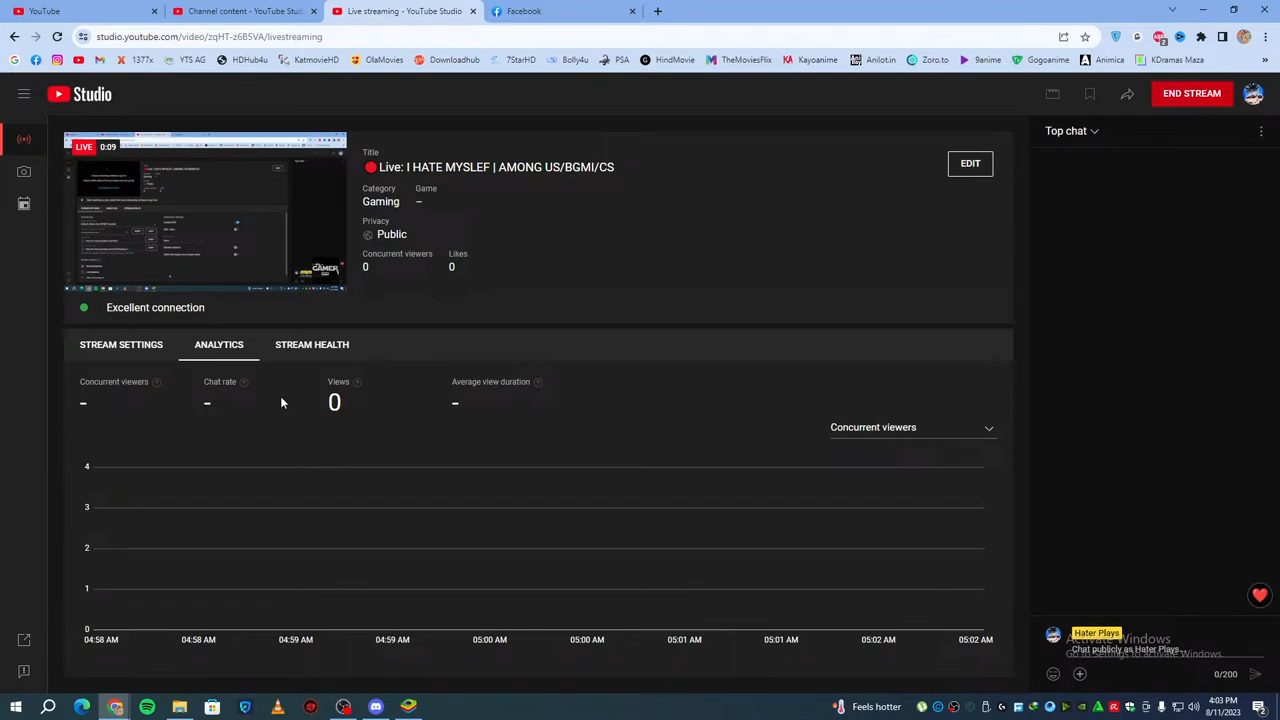 YouTube
Content - YouTube Studio
Live streaming - YouTube Studio
Facebook
studio.youtube.com/video/zqHT-z6B5VA/livestreaming
1377x
YTS AG
HDHub4u
KatmovieHD
OlaMovies
Downloadhub
7StarHD
Bolly4u
PSA
HindMovie
TheMoviesflix
Kayoanime
AnilotIn
Zoro.to
9anime
Gogoanime
Animica
KDramas Maza
Studio
END STREAM
LIVE 0:09
Title
Live: I HATE MYSLEF | AMONG US/BGMI/CS
EDIT
Category Game
Gaming –
Privacy
Public
Concurrent viewers Likes
0 0
op chat
Excellent connection
STREAM SETTINGS ANALYTICS STREAM HEALTH
Concurrent viewers Chat rate Views Average view duration
- - 0 -
Concurrent viewers
4
3
2
1
0
04:58 AM 04:58 AM 04:59 AM 04:59 AM 05:00 AM 05:00 AM 05:01 AM 05:01 AM 05:02 AM 05:02 AM
Hater Plays
Chat publicly as Hater Plays...
Activate Windows
Go to Settings to activate Windows.
0/200
Feels hotter
4:03 PM
8/11/2023